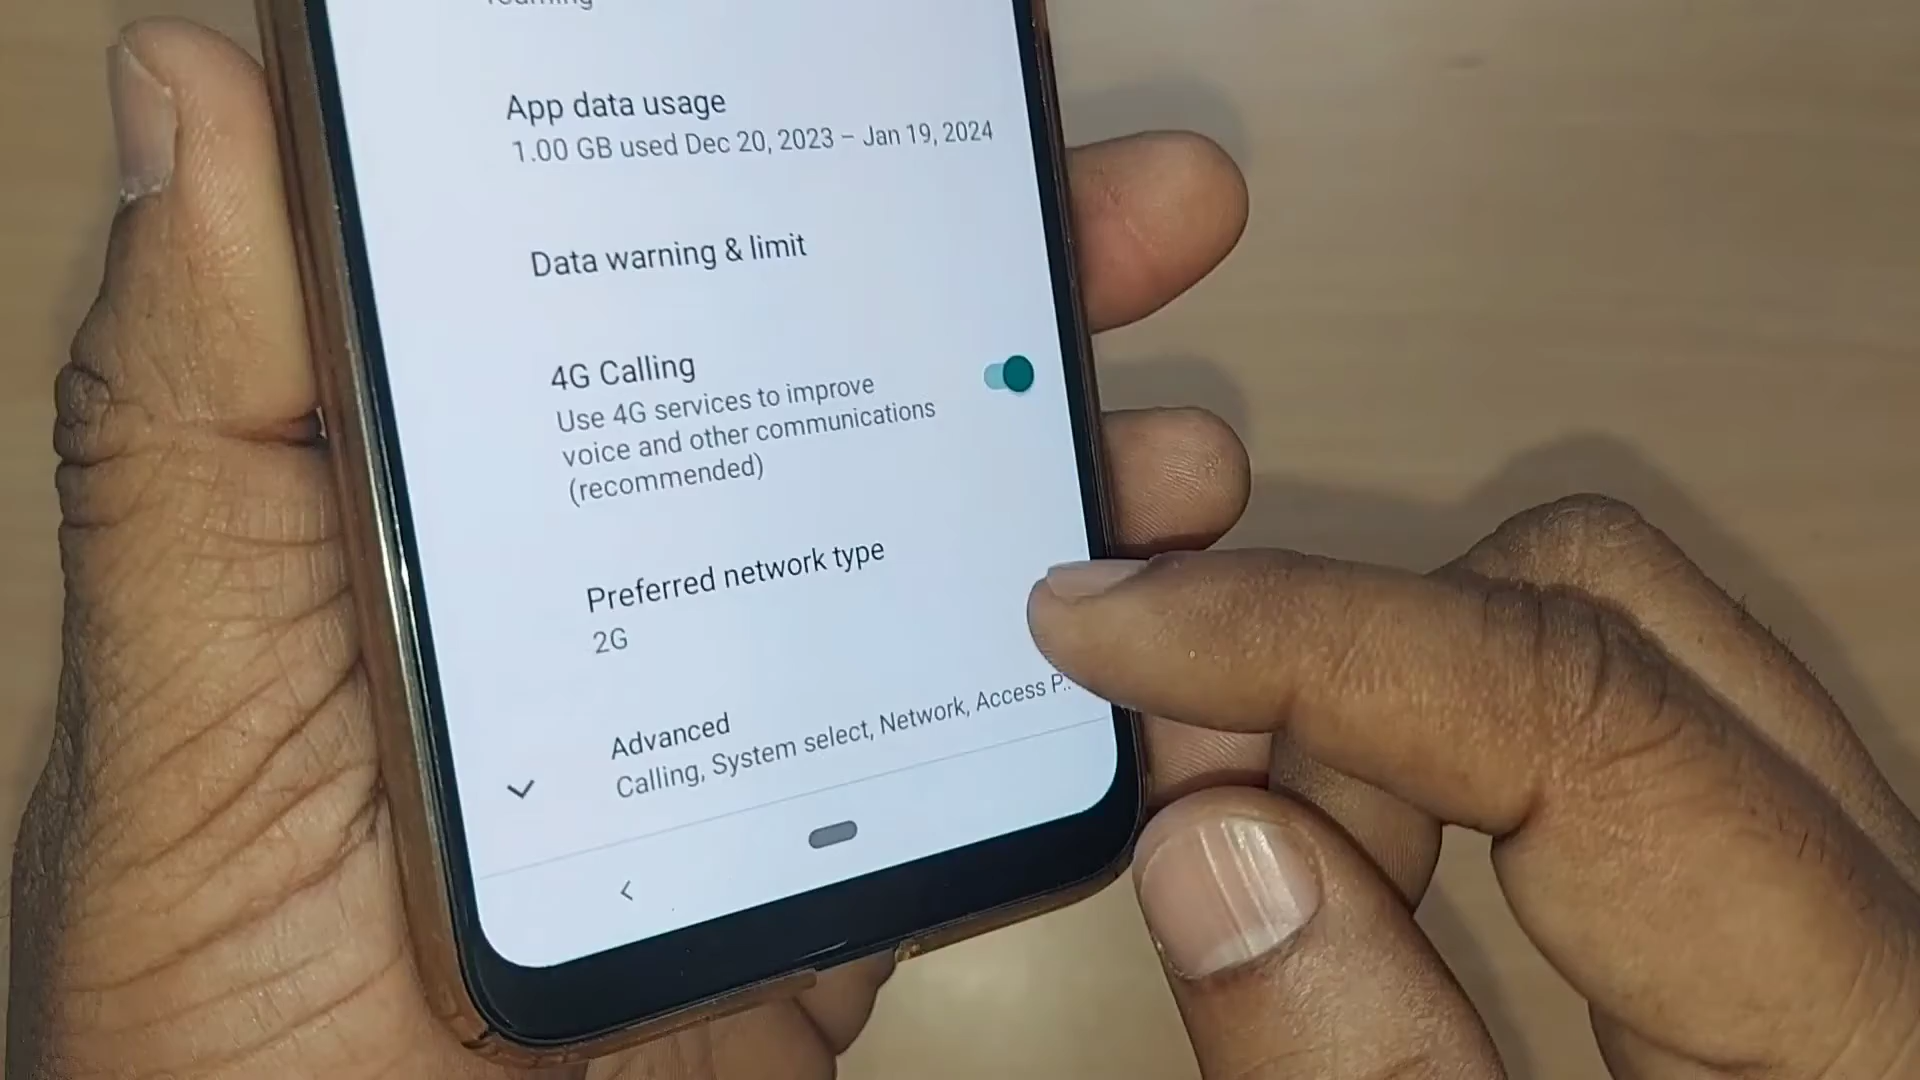 App data usage
1.00 GB used Dec 20, 2023 – Jan 19, 2024
Data warning & limit
4G Calling
Use 4G services to improve
voice and other communications
(recommended)
Preferred network type
2G
Advanced
Calling, System select, Network, Access P..